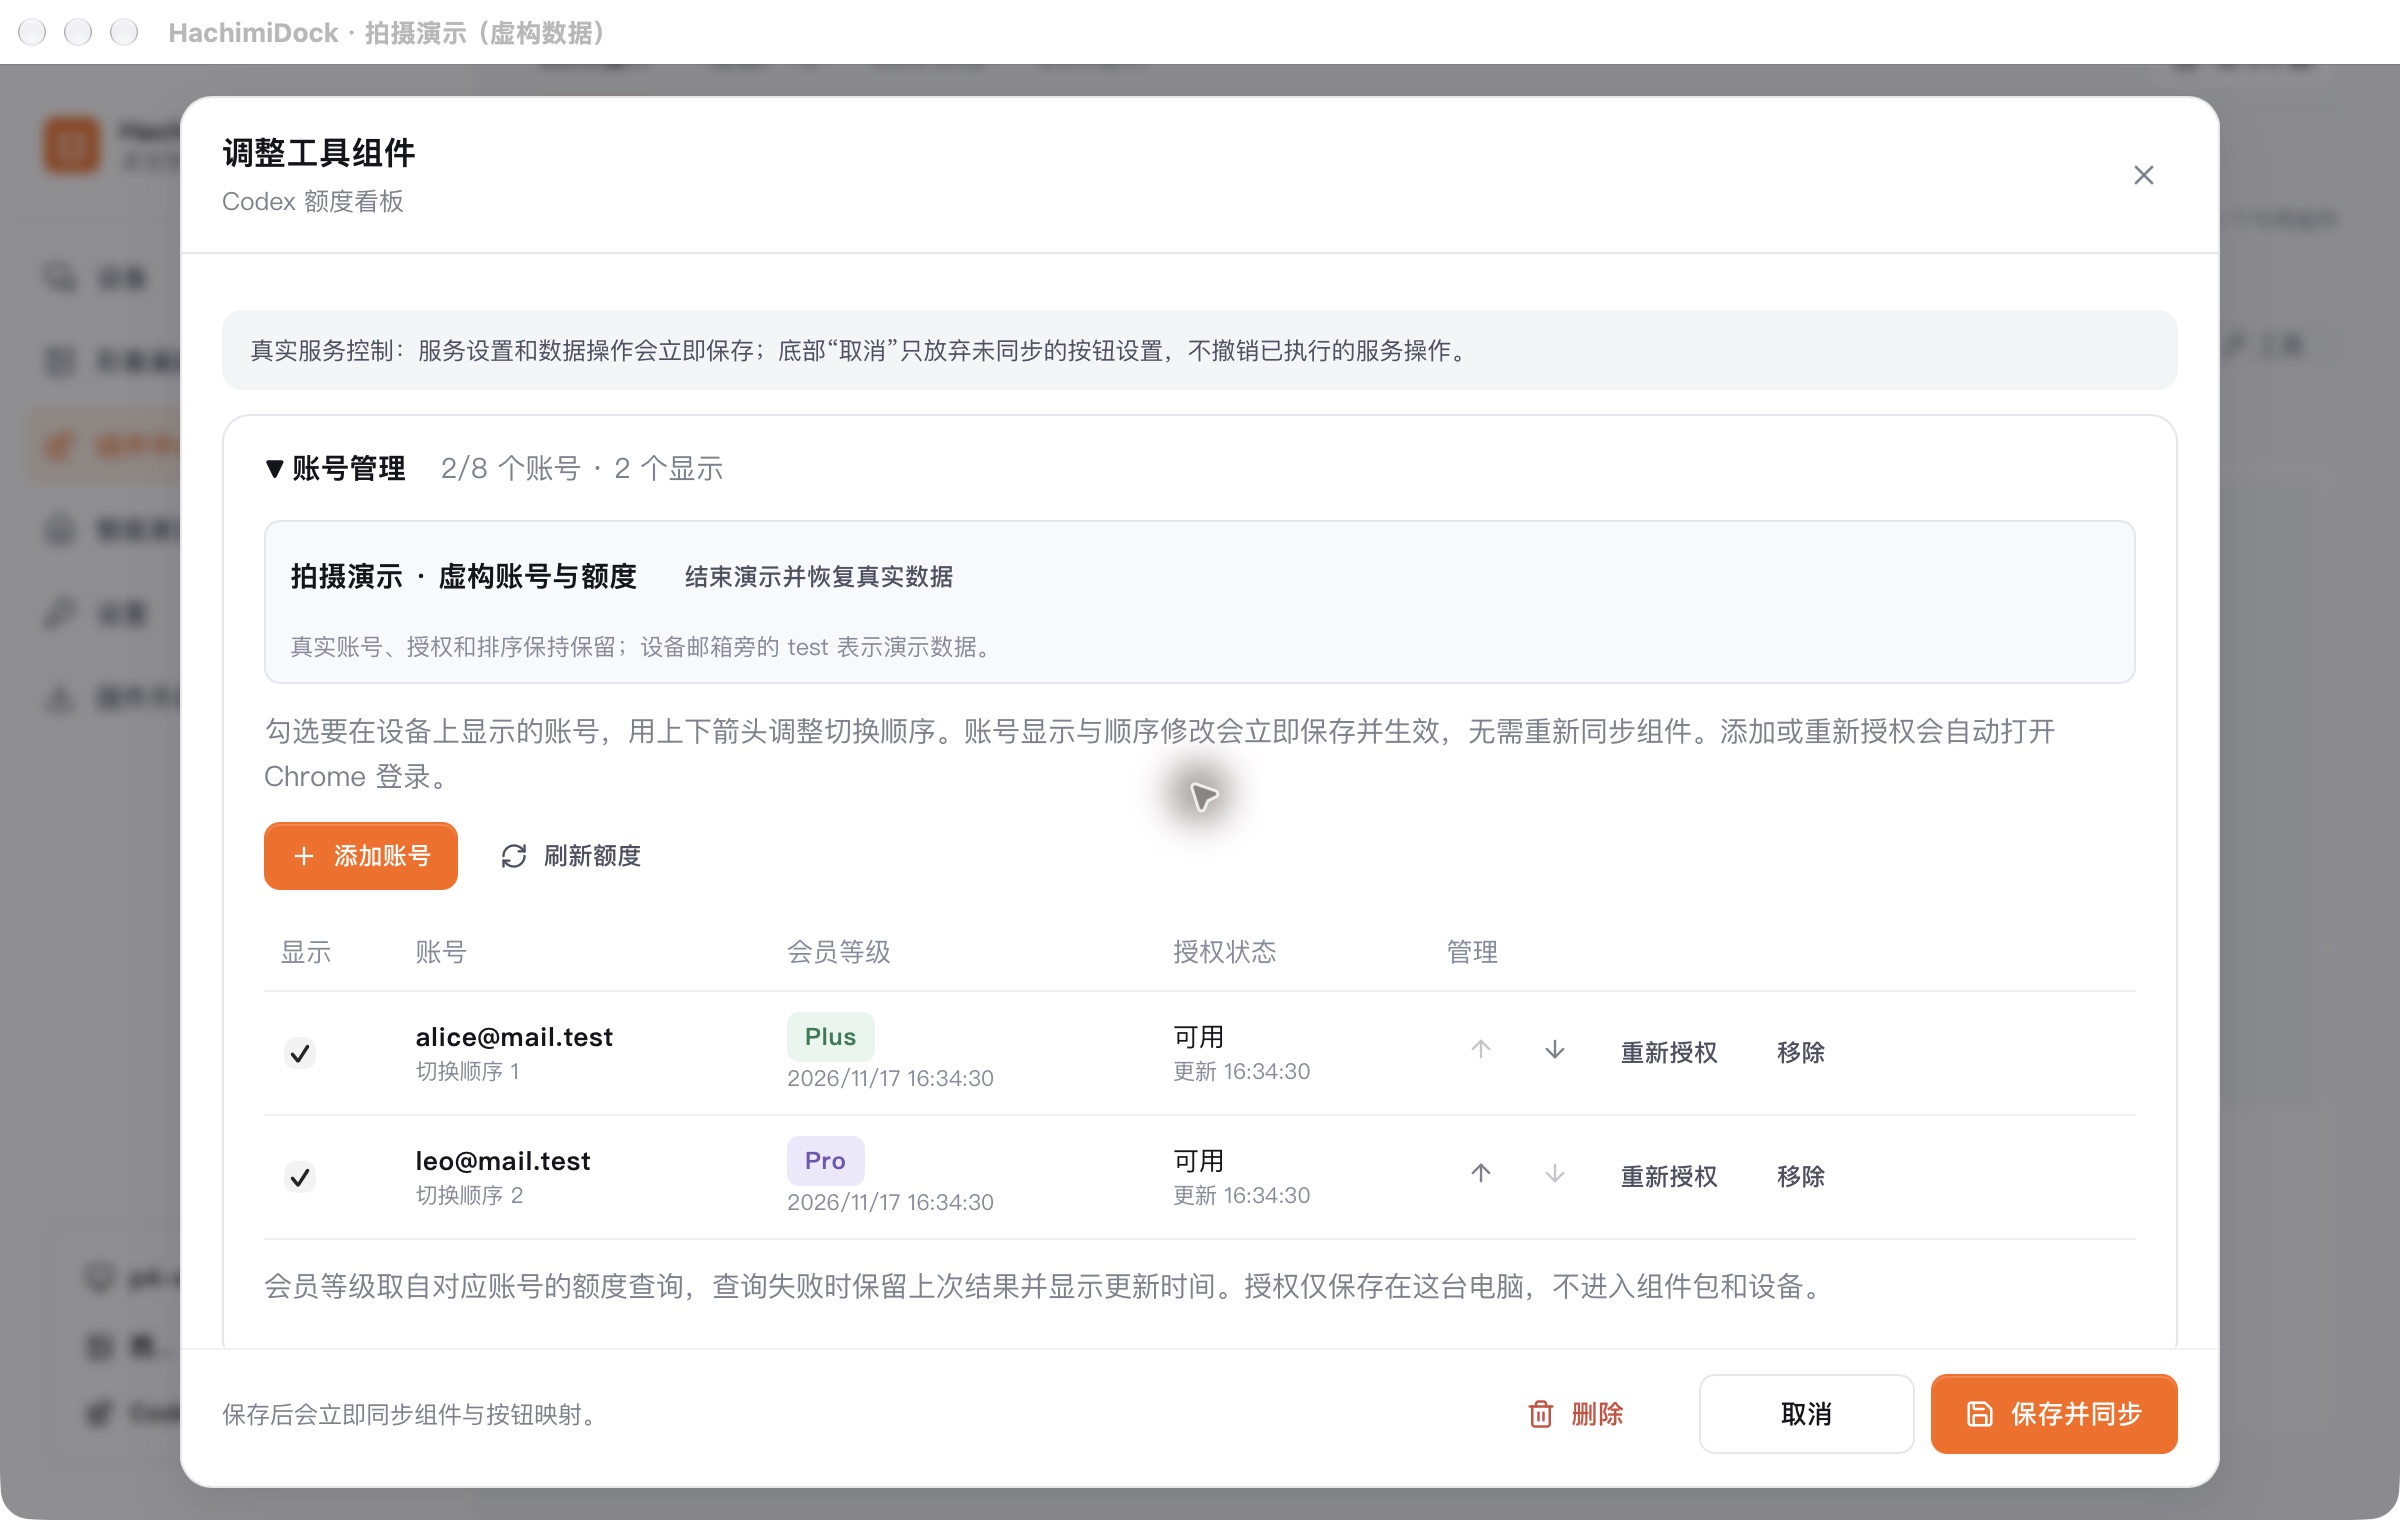 HachimiDock · 拍摄演示（虚构数据）
调整工具组件
Codex 额度看板
真实服务控制：服务设置和数据操作会立即保存；底部“取消”只放弃未同步的按钮设置，不撤销已执行的服务操作。
▼账号管理 2/8 个账号 · 2 个显示
拍摄演示 · 虚构账号与额度 结束演示并恢复真实数据
真实账号、授权和排序保持保留；设备邮箱旁的 test 表示演示数据。
勾选要在设备上显示的账号，用上下箭头调整切换顺序。账号显示与顺序修改会立即保存并生效，无需重新同步组件。添加或重新授权会自动打开
Chrome 登录。
添加账号 刷新额度
显示 账号 会员等级 授权状态 管理
alice@mail.test Plus 可用
切换顺序 1 2026/11/17 16:34:30 更新 16:34:30 重新授权 移除
leo@mail.test Pro 可用
切换顺序 2 2026/11/17 16:34:30 更新 16:34:30 重新授权 移除
会员等级取自对应账号的额度查询，查询失败时保留上次结果并显示更新时间。授权仅保存在这台电脑，不进入组件包和设备。
保存后会立即同步组件与按钮映射。 删除 取消 保存并同步
设备
设置
工具